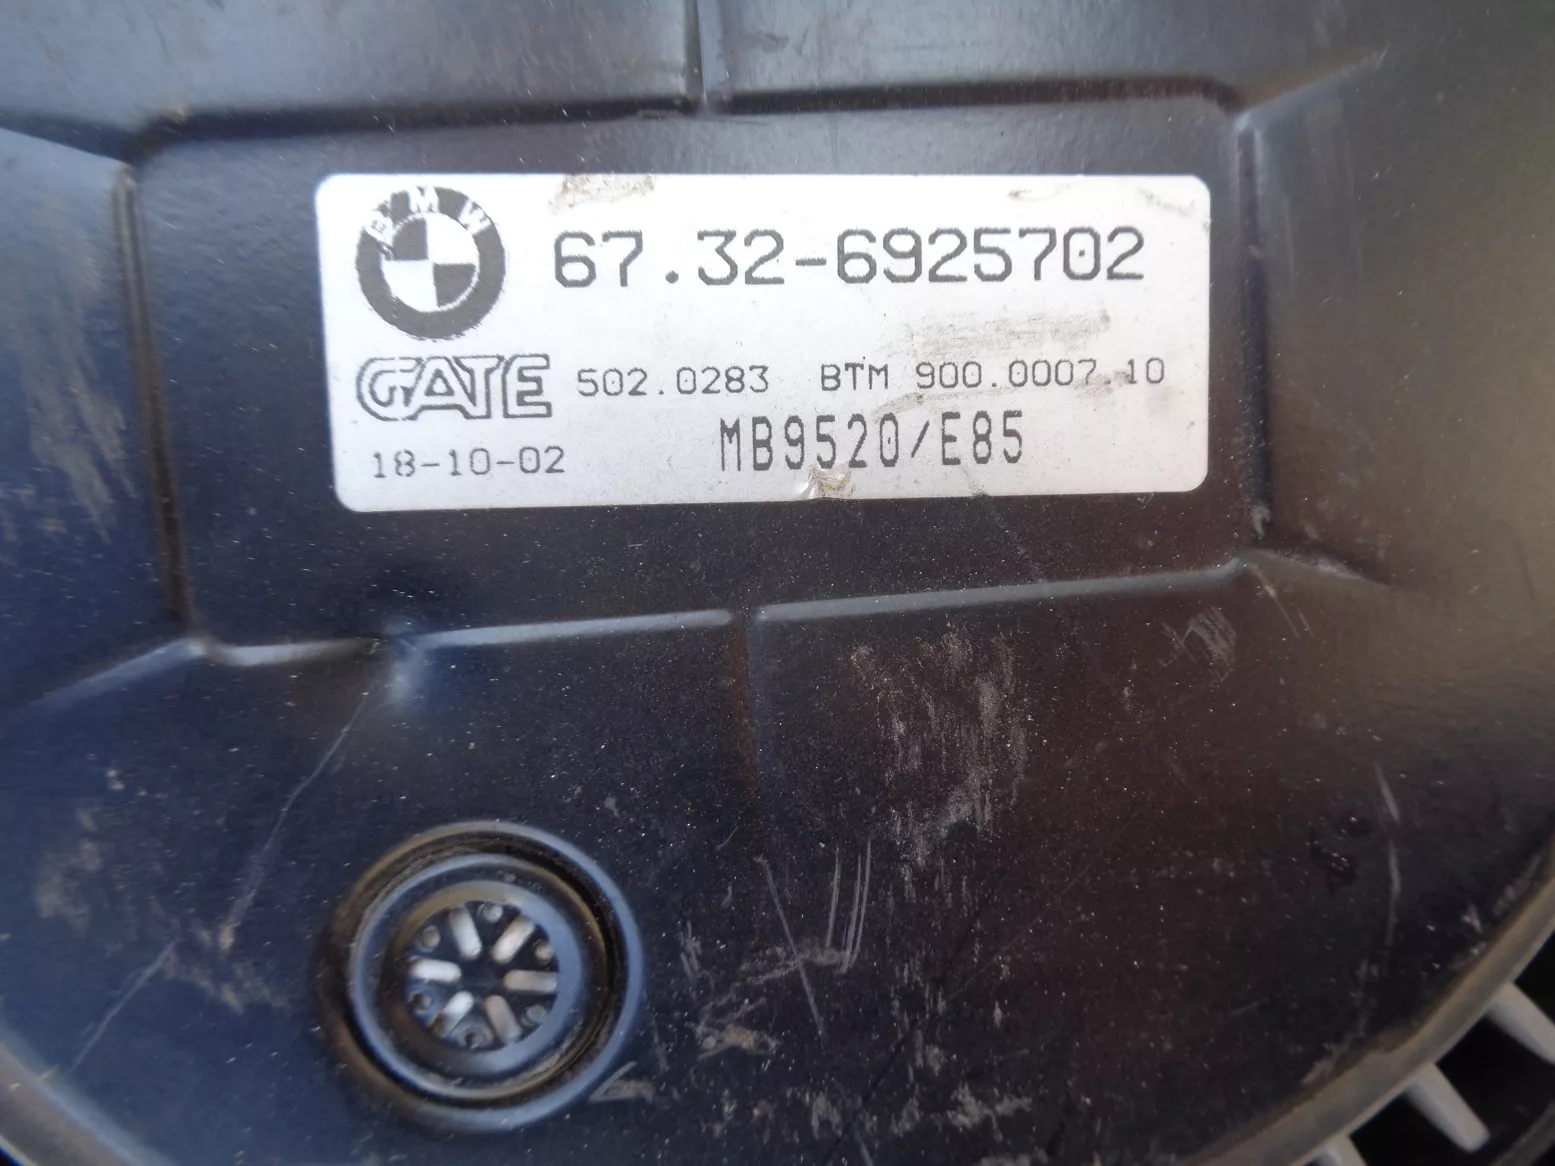 BMW
67.32-6925702
GATE 502.0283 BTM 900.0007.10
18-10-02 MB9520/E85